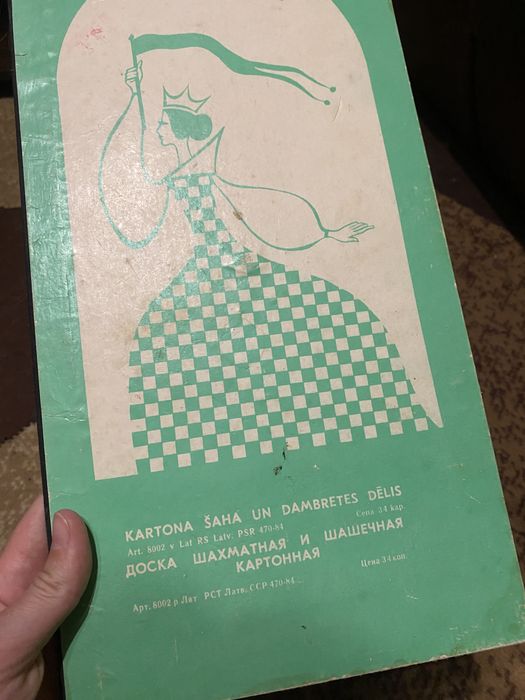 KARTONA ŠAHA UN DAMBRETES DĒLIS
Art. 8002 v Laf RS Latv. PSR 470-84 Cena 34 kap.
ДОСКА ШАХМАТНАЯ И ШАШЕЧНАЯ
КАРТОННАЯ
Арт. 8002 р Лят РСТ Латв. ССР 470-84 Цена 34 коп.